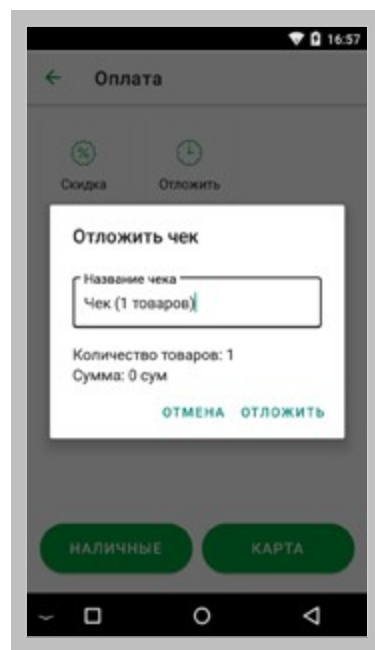 16:57
Оплата
Скидка Отложить
Отложить чек
Название чека
Чек (1 товаров)
Количество товаров: 1
Сумма: 0 сум
ОТМЕНА ОТЛОЖИТЬ
НАЛИЧНЫЕ КАРТА